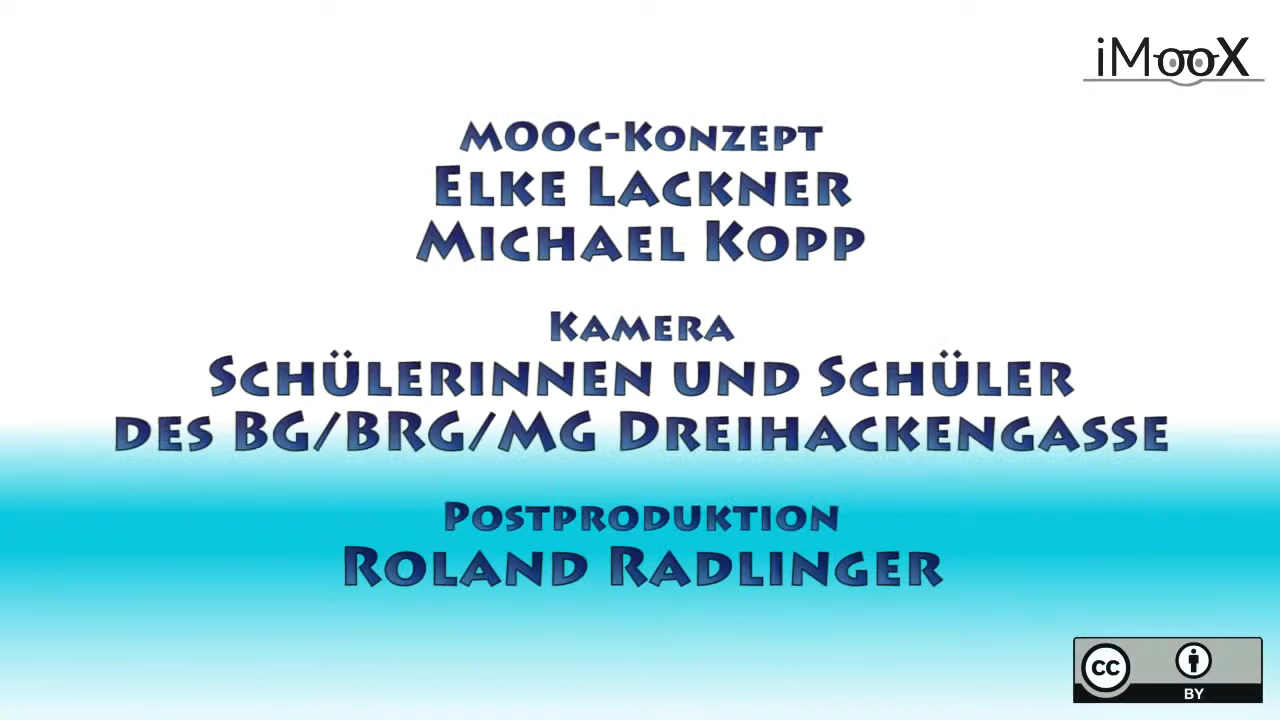 iMooX
MOOC-Konzept
Elke Lackner
Michael Kopp
Kamera
Schülerinnen und Schüler
des BG/BRG/MG Dreihackengasse
Postproduktion
Roland Radlinger
cc
BY